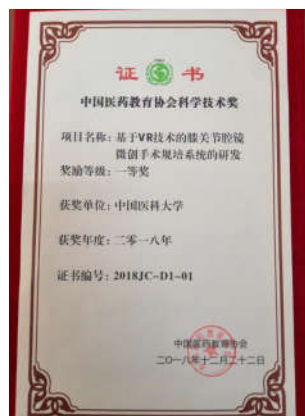 证 书
中国医药教育协会科学技术奖
项目名称：基于VR技术的膝关节腔镜
微创手术规培系统的研发
奖励等级：一等奖
获奖单位：中国医科大学
获奖年度：二零一八年
证书编号：2018JC-D1-01
中国医药教育协会
二〇一八年十二月二十二日